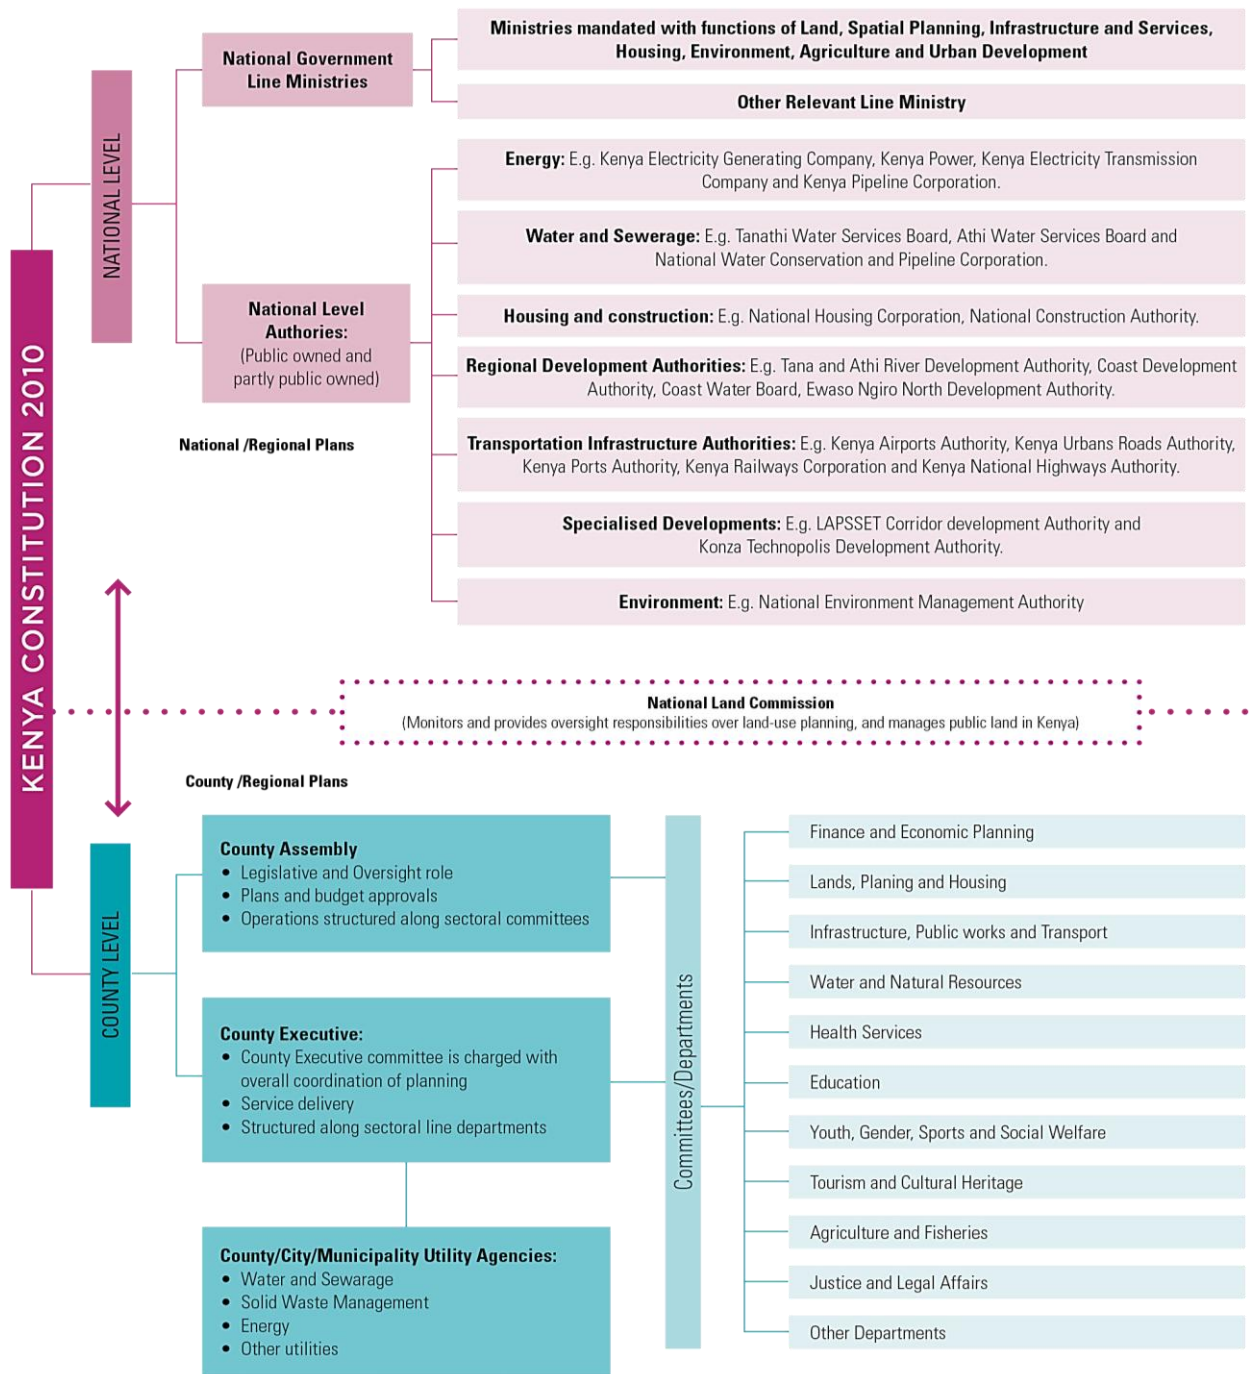 KENYA CONSTITUTION 2010
NATIONAL LEVEL
National Government
Line Ministries
Ministries mandated with functions of Land, Spatial Planning, Infrastructure and Services,
Housing, Environment, Agriculture and Urban Development
Other Relevant Line Ministry
National Level
Authories:
(Public owned and
partly public owned)
Energy: E.g. Kenya Electricity Generating Company, Kenya Power, Kenya Electricity Transmission
Company and Kenya Pipeline Corporation.
Water and Sewerage: E.g. Tanathi Water Services Board, Athi Water Services Board and
National Water Conservation and Pipeline Corporation.
Housing and construction: E.g. National Housing Corporation, National Construction Authority.
Regional Development Authorities: E.g. Tana and Athi River Development Authority, Coast Development
Authority, Coast Water Board, Ewaso Ngiro North Development Authority.
Transportation Infrastructure Authorities: E.g. Kenya Airports Authority, Kenya Urbans Roads Authority,
Kenya Ports Authority, Kenya Railways Corporation and Kenya National Highways Authority.
Specialised Developments: E.g. LAPSSET Corridor development Authority and
Konza Technopolis Development Authority.
Environment: E.g. National Environment Management Authority
National /Regional Plans
National Land Commission
(Monitors and provides oversight responsibilities over land-use planning, and manages public land in Kenya)
County /Regional Plans
COUNTY LEVEL
County Assembly
• Legislative and Oversight role
• Plans and budget approvals
• Operations structured along sectoral committees
County Executive:
• County Executive committee is charged with
overall coordination of planning
• Service delivery
• Structured along sectoral line departments
County/City/Municipality Utility Agencies:
• Water and Sewarage
• Solid Waste Management
• Energy
• Other utilities
Committees/Departments
Finance and Economic Planning
Lands, Planing and Housing
Infrastructure, Public works and Transport
Water and Natural Resources
Health Services
Education
Youth, Gender, Sports and Social Welfare
Tourism and Cultural Heritage
Agriculture and Fisheries
Justice and Legal Affairs
Other Departments